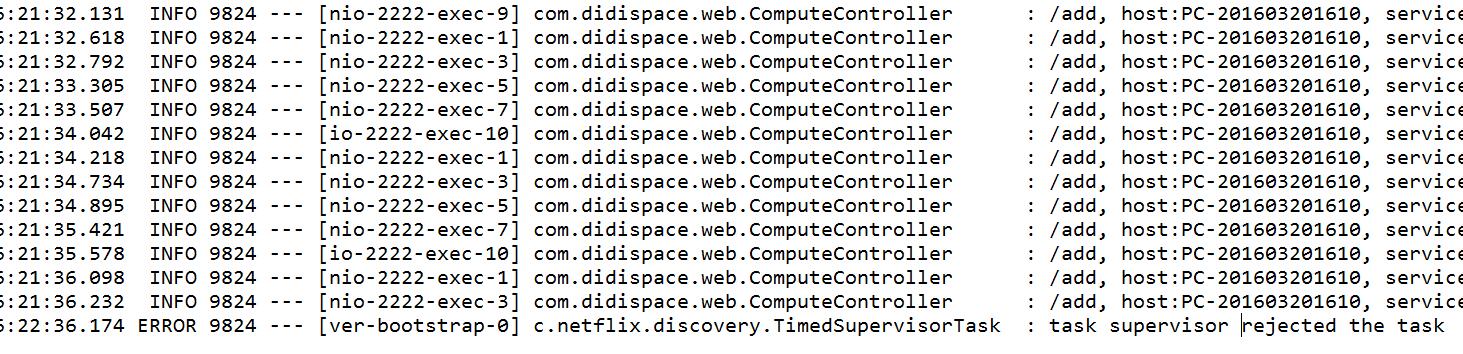 5:21:32.131  INFO 9824 --- [nio-2222-exec-9] com.didispace.web.ComputeController      : /add, host:PC-201603201610, service
5:21:32.618  INFO 9824 --- [nio-2222-exec-1] com.didispace.web.ComputeController      : /add, host:PC-201603201610, service
5:21:32.792  INFO 9824 --- [nio-2222-exec-3] com.didispace.web.ComputeController      : /add, host:PC-201603201610, service
5:21:33.305  INFO 9824 --- [nio-2222-exec-5] com.didispace.web.ComputeController      : /add, host:PC-201603201610, service
5:21:33.507  INFO 9824 --- [nio-2222-exec-7] com.didispace.web.ComputeController      : /add, host:PC-201603201610, service
5:21:34.042  INFO 9824 --- [io-2222-exec-10] com.didispace.web.ComputeController      : /add, host:PC-201603201610, service
5:21:34.218  INFO 9824 --- [nio-2222-exec-1] com.didispace.web.ComputeController      : /add, host:PC-201603201610, service
5:21:34.734  INFO 9824 --- [nio-2222-exec-3] com.didispace.web.ComputeController      : /add, host:PC-201603201610, service
5:21:34.895  INFO 9824 --- [nio-2222-exec-5] com.didispace.web.ComputeController      : /add, host:PC-201603201610, service
5:21:35.421  INFO 9824 --- [nio-2222-exec-7] com.didispace.web.ComputeController      : /add, host:PC-201603201610, service
5:21:35.578  INFO 9824 --- [io-2222-exec-10] com.didispace.web.ComputeController      : /add, host:PC-201603201610, service
5:21:36.098  INFO 9824 --- [nio-2222-exec-1] com.didispace.web.ComputeController      : /add, host:PC-201603201610, service
5:21:36.232  INFO 9824 --- [nio-2222-exec-3] com.didispace.web.ComputeController      : /add, host:PC-201603201610, service
5:22:36.174 ERROR 9824 --- [ver-bootstrap-0] c.netflix.discovery.TimedSupervisorTask  : task supervisor rejected the task